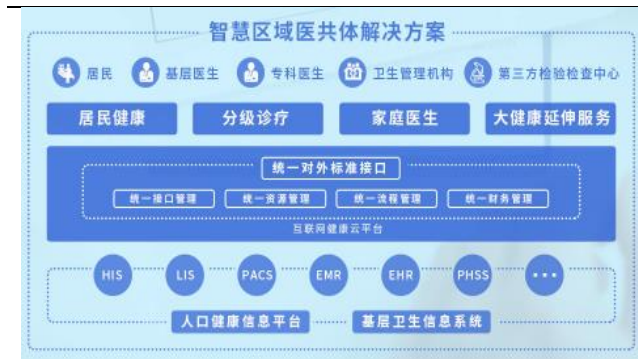 智慧区域医共体解决方案
居民 基层医生 专科医生 卫生管理机构 第三方检验检查中心
居民健康 分级诊疗 家庭医生 大健康延伸服务
统一对外标准接口
统一接口管理 统一资源管理 统一流程管理 统一财务管理
互联网健康云平台
HIS LIS PACS EMR EHR PHSS •••
人口健康信息平台 基层卫生信息系统